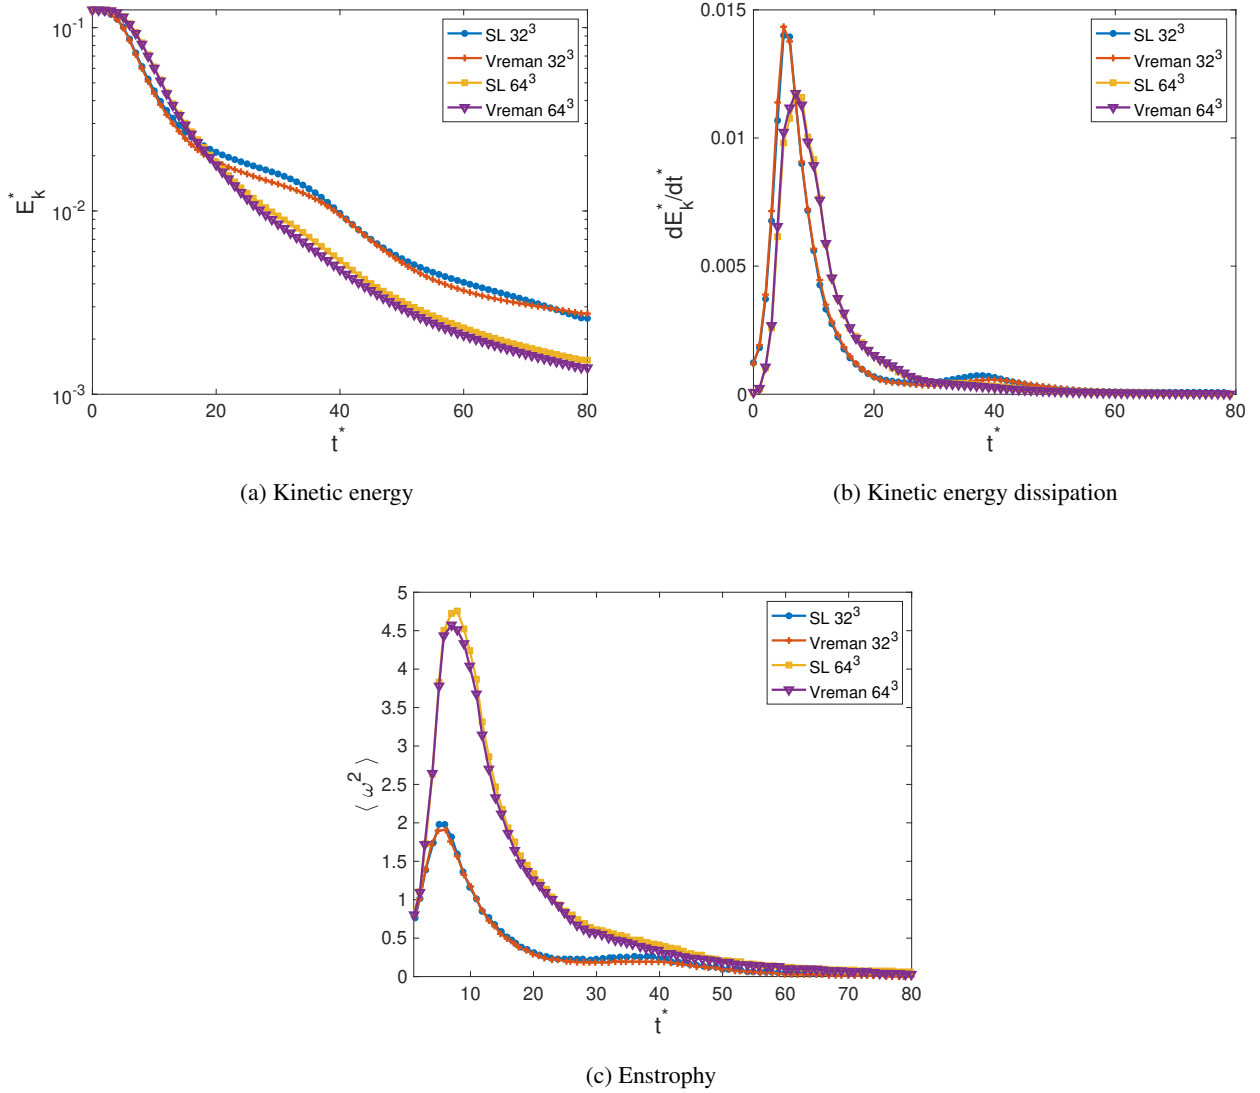 10^-1
10^-2
10^-3
E_k^*
0 20 40 60 80
t^*
SL 32^3
Vreman 32^3
SL 64^3
Vreman 64^3
(a) Kinetic energy
0.015
0.01
0.005
0
dE_k^*/dt^*
0 20 40 60 80
t^*
SL 32^3
Vreman 32^3
SL 64^3
Vreman 64^3
(b) Kinetic energy dissipation
5
4.5
4
3.5
3
2.5
2
1.5
1
0.5
0
⟨ ω^2 ⟩
10 20 30 40 50 60 70 80
t^*
SL 32^3
Vreman 32^3
SL 64^3
Vreman 64^3
(c) Enstrophy